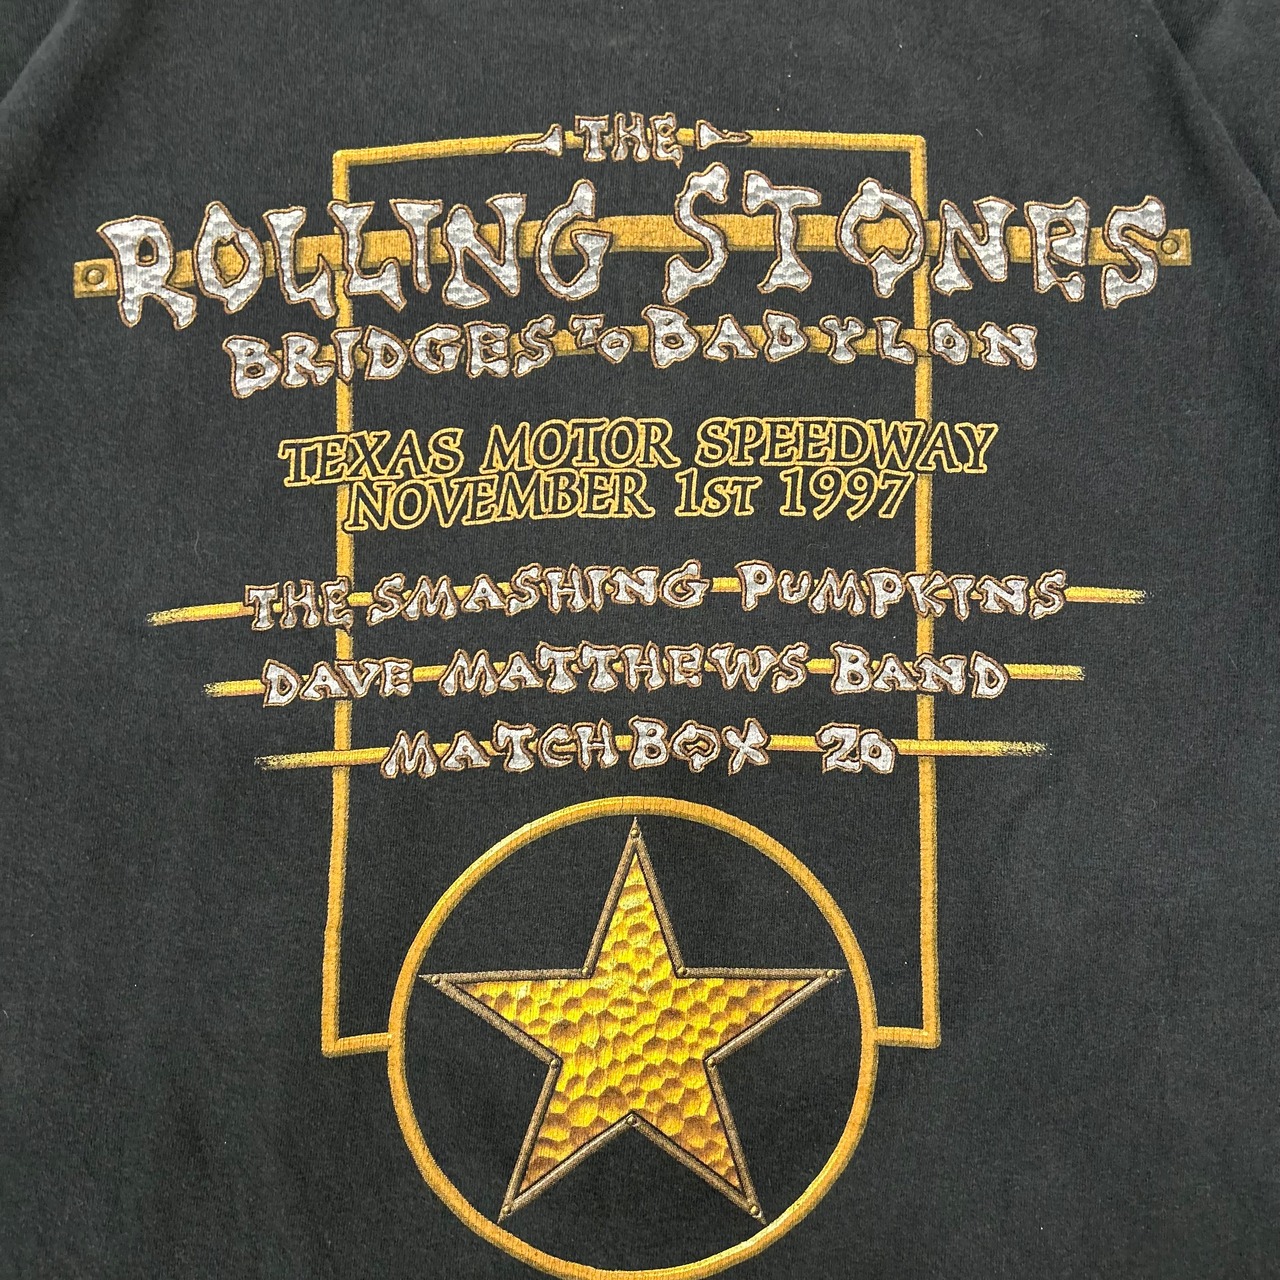 THE
ROLLING STONES
BRIDGES TO BABYLON
TEXAS MOTOR SPEEDWAY
NOVEMBER 1ST 1997
THE SMASHING PUMPKINS
DAVE MATTHEWS BAND
MATCHBOX 20